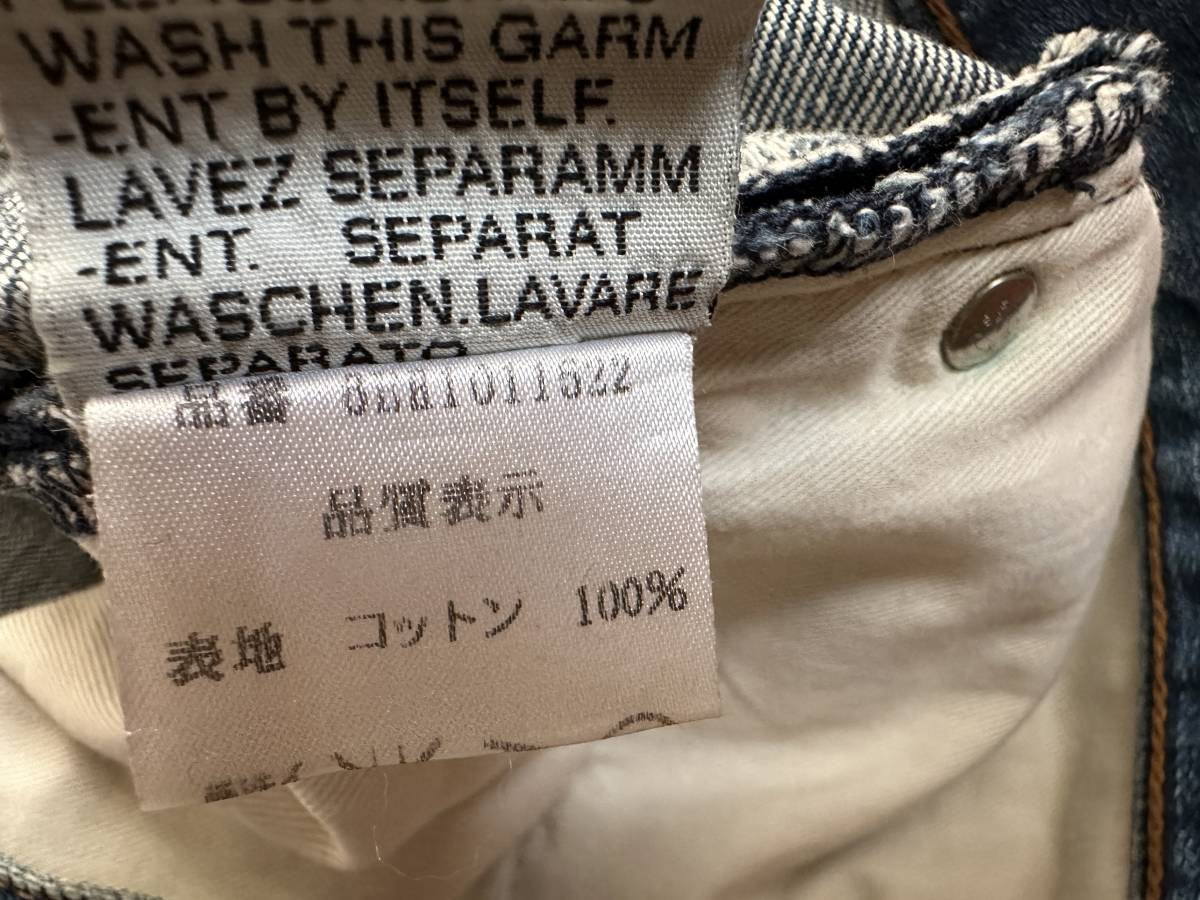 WASH THIS GARM
-ENT BY ITSELF.
LAVEZ SEPARAMM
-ENT. SEPARAT
WASCHEN.LAVARE
SEPARATO
品番
品質表示
表地 コットン 100%